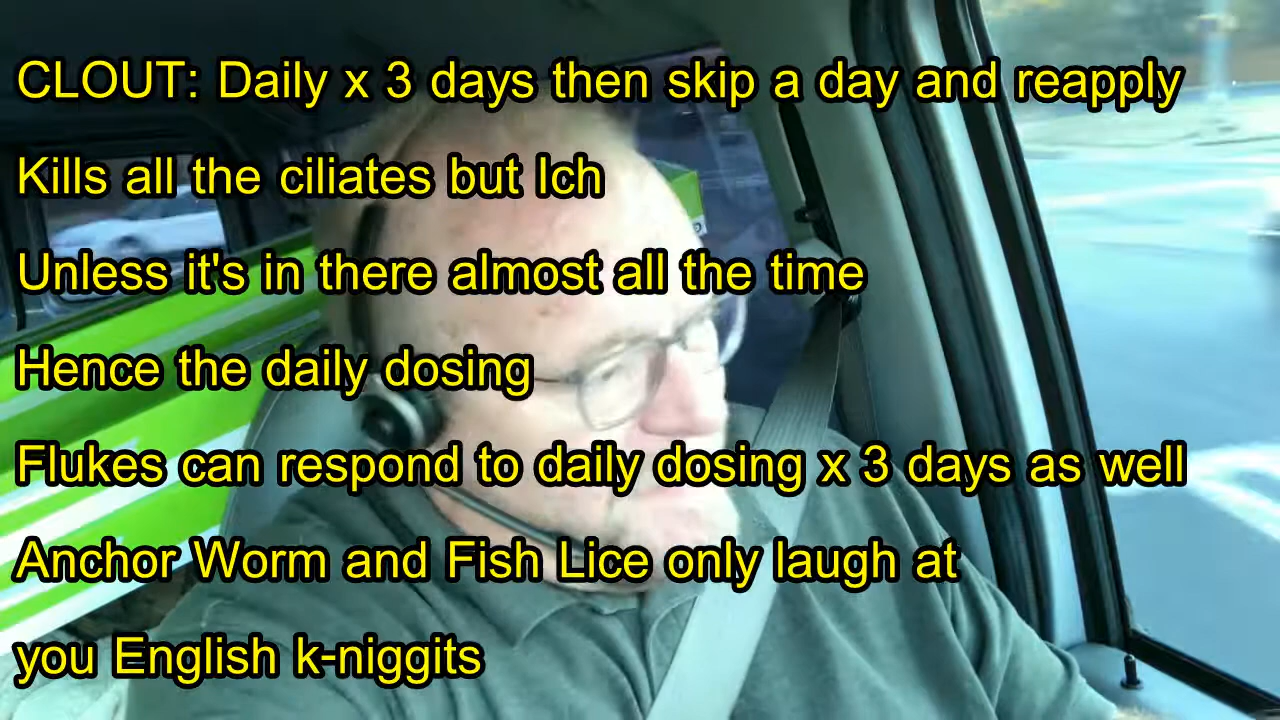 CLOUT: Daily x 3 days then skip a day and reapply
Kills all the ciliates but Ich
Unless it's in there almost all the time
Hence the daily dosing
Flukes can respond to daily dosing x 3 days as well
Anchor Worm and Fish Lice only laugh at
you English k-niggits